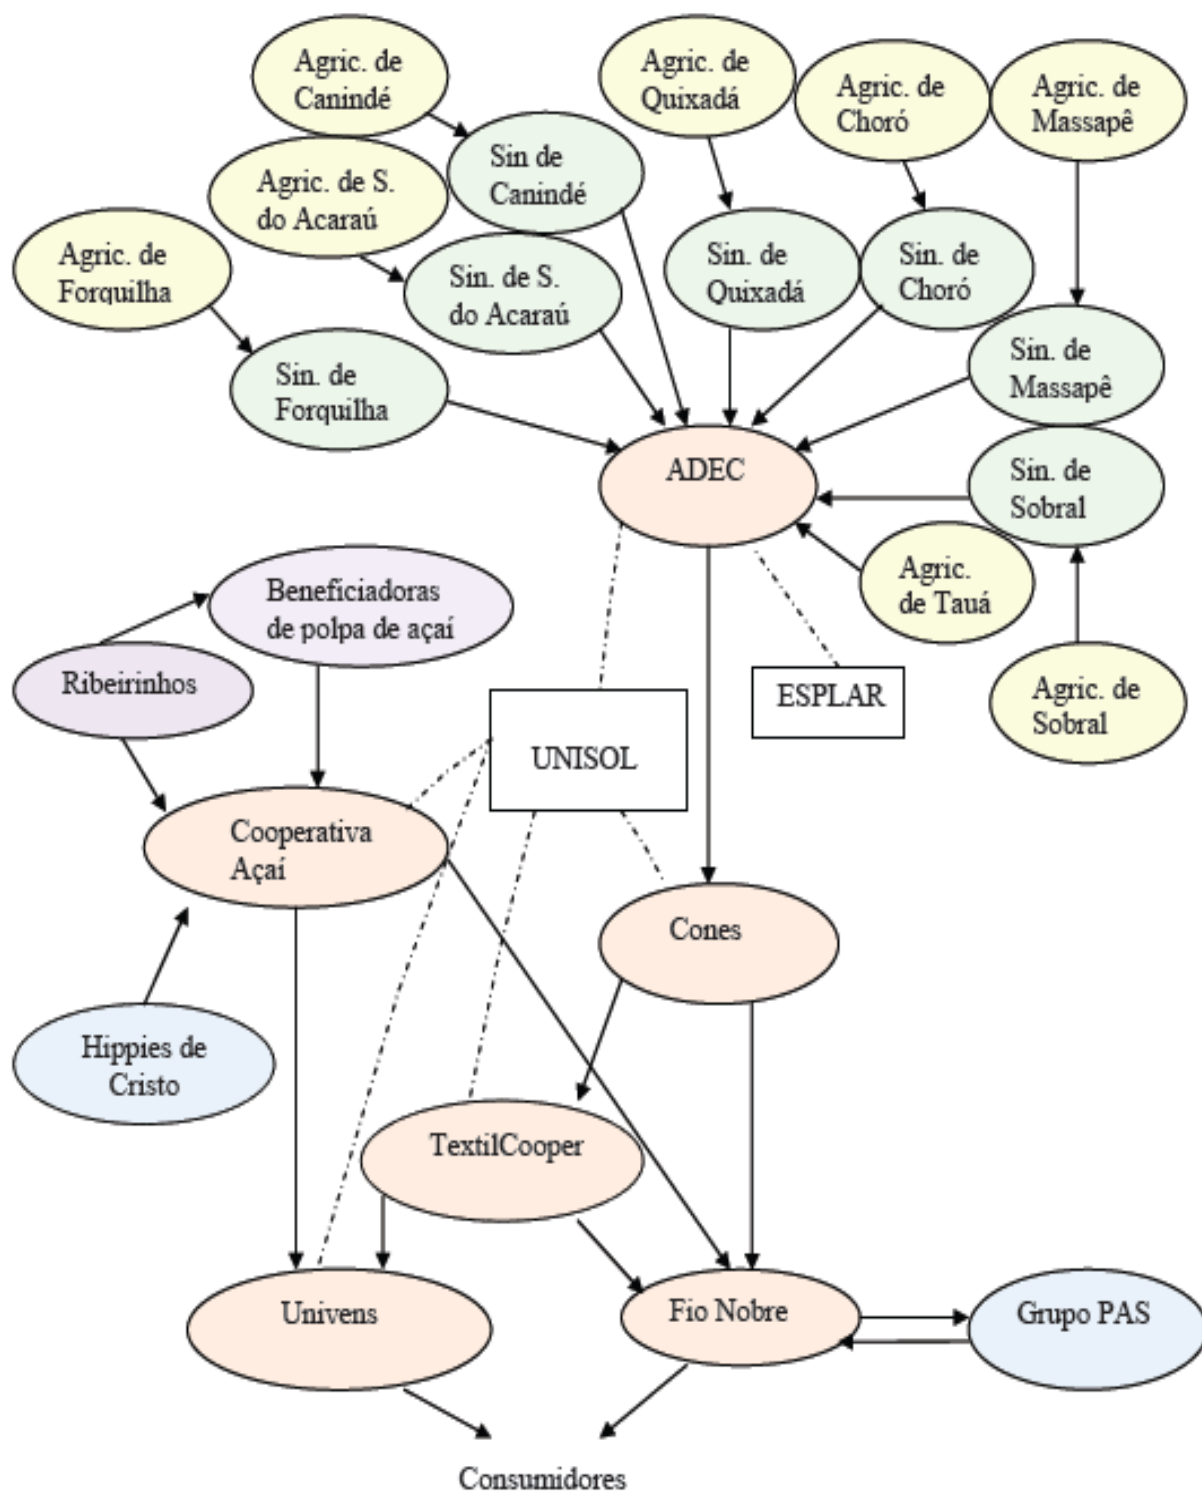 Agric. de
Canindé
Agric. de
Quixadá
Agric. de
Choró
Agric. de
Massapê
Agric. de S.
do Acaraú
Sin de
Canindé
Agric. de
Forquilha
Sin. de S.
do Acaraú
Sin. de
Quixadá
Sin. de
Choró
Sin. de
Forquilha
Sin. de
Massapê
ADEC
Sin. de
Sobral
Agric.
de Tauá
Benefíciadoras
de polpa de açaí
Ribeirinhos
ESPLAR
Agric. de
Sobral
UNISOL
Cooperativa
Açaí
Cones
Hippies de
Cristo
TextilCooper
Univens
Fio Nobre
Grupo PAS
Consumidores